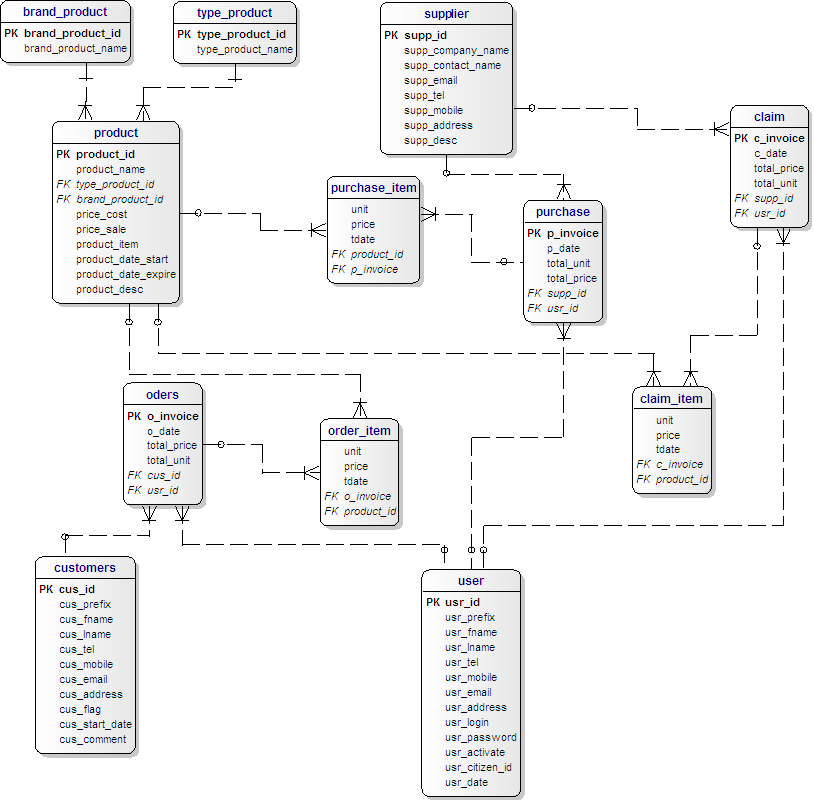 brand_product
PK brand_product_id
brand_product_name
type_product
PK type_product_id
type_product_name
supplier
PK supp_id
supp_company_name
supp_contact_name
supp_email
supp_tel
supp_mobile
supp_address
supp_desc
claim
PK c_invoice
c_date
total_price
total_unit
FK supp_id
FK usr_id
product
PK product_id
product_name
FK type_product_id
FK brand_product_id
price_cost
price_sale
product_item
product_date_start
product_date_expire
product_desc
purchase_item
unit
price
tdate
FK product_id
FK p_invoice
purchase
PK p_invoice
p_date
total_unit
total_price
FK supp_id
FK usr_id
oders
PK o_invoice
o_date
total_price
total_unit
FK cus_id
FK usr_id
order_item
unit
price
tdate
FK o_invoice
FK product_id
claim_item
unit
price
tdate
FK c_invoice
FK product_id
customers
PK cus_id
cus_prefix
cus_fname
cus_lname
cus_tel
cus_mobile
cus_email
cus_address
cus_flag
cus_start_date
cus_comment
user
PK usr_id
usr_prefix
usr_fname
usr_lname
usr_tel
usr_mobile
usr_email
usr_address
usr_login
usr_password
usr_activate
usr_citizen_id
usr_date